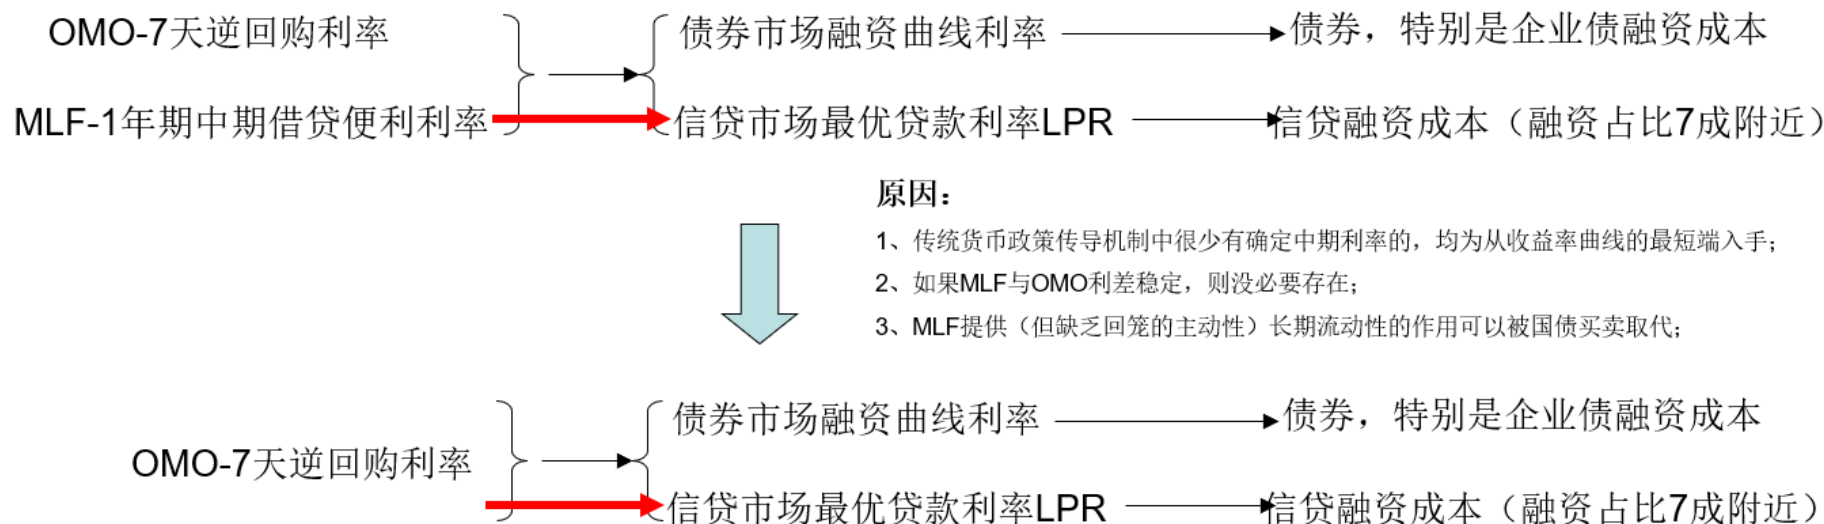 OMO-7天逆回购利率
债券市场融资曲线利率
债券，特别是企业债融资成本
MLF-1年期中期借贷便利利率
信贷市场最优贷款利率LPR
信贷融资成本（融资占比7成附近）
原因：
1、传统货币政策传导机制中很少有确定中期利率的，均为从收益率曲线的最短端入手；
2、如果MLF与OMO利差稳定，则没必要存在；
3、MLF提供（但缺乏回笼的主动性）长期流动性的作用可以被国债买卖取代；
债券市场融资曲线利率
债券，特别是企业债融资成本
OMO-7天逆回购利率
信贷市场最优贷款利率LPR
信贷融资成本（融资占比7成附近）